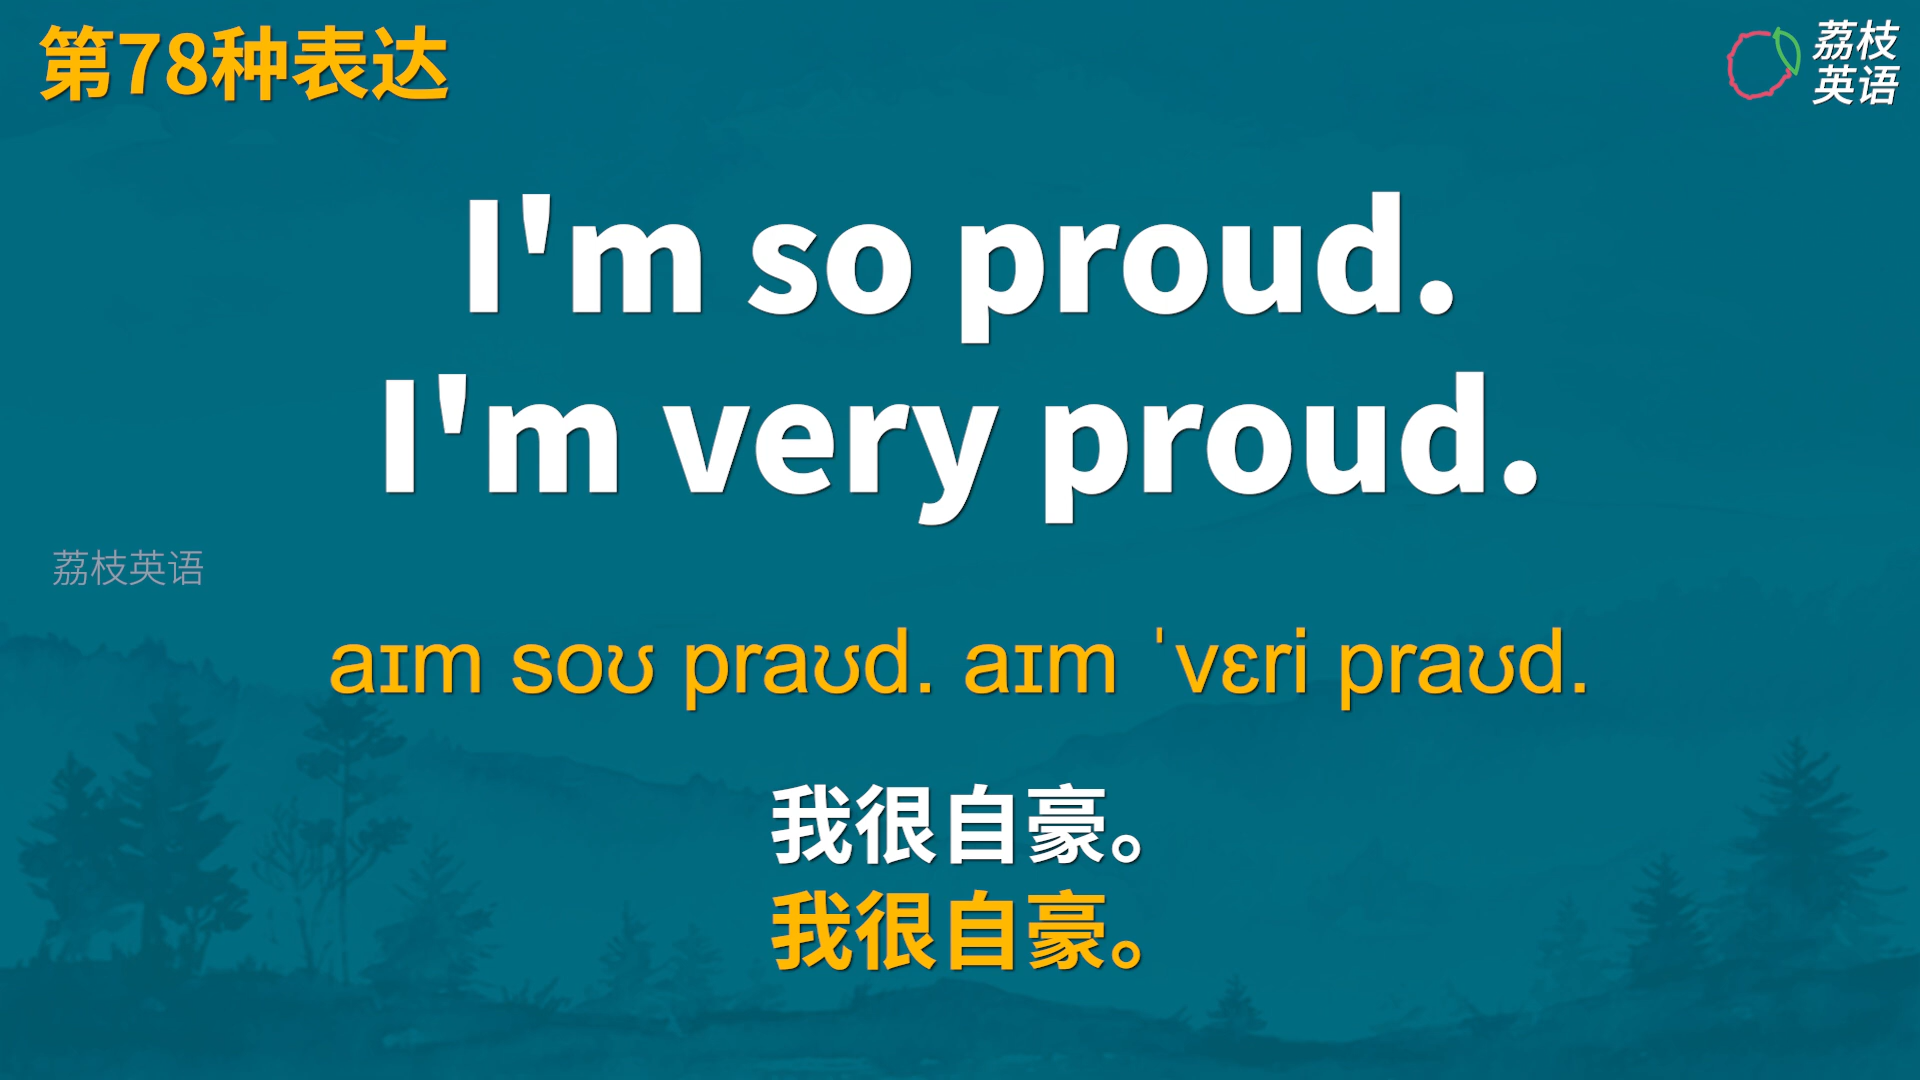 第78种表达
荔枝
英语
I'm so proud.
I'm very proud.
荔枝英语
aɪm soʊ praʊd. aɪm ˈvɛri praʊd.
我很自豪。
我很自豪。